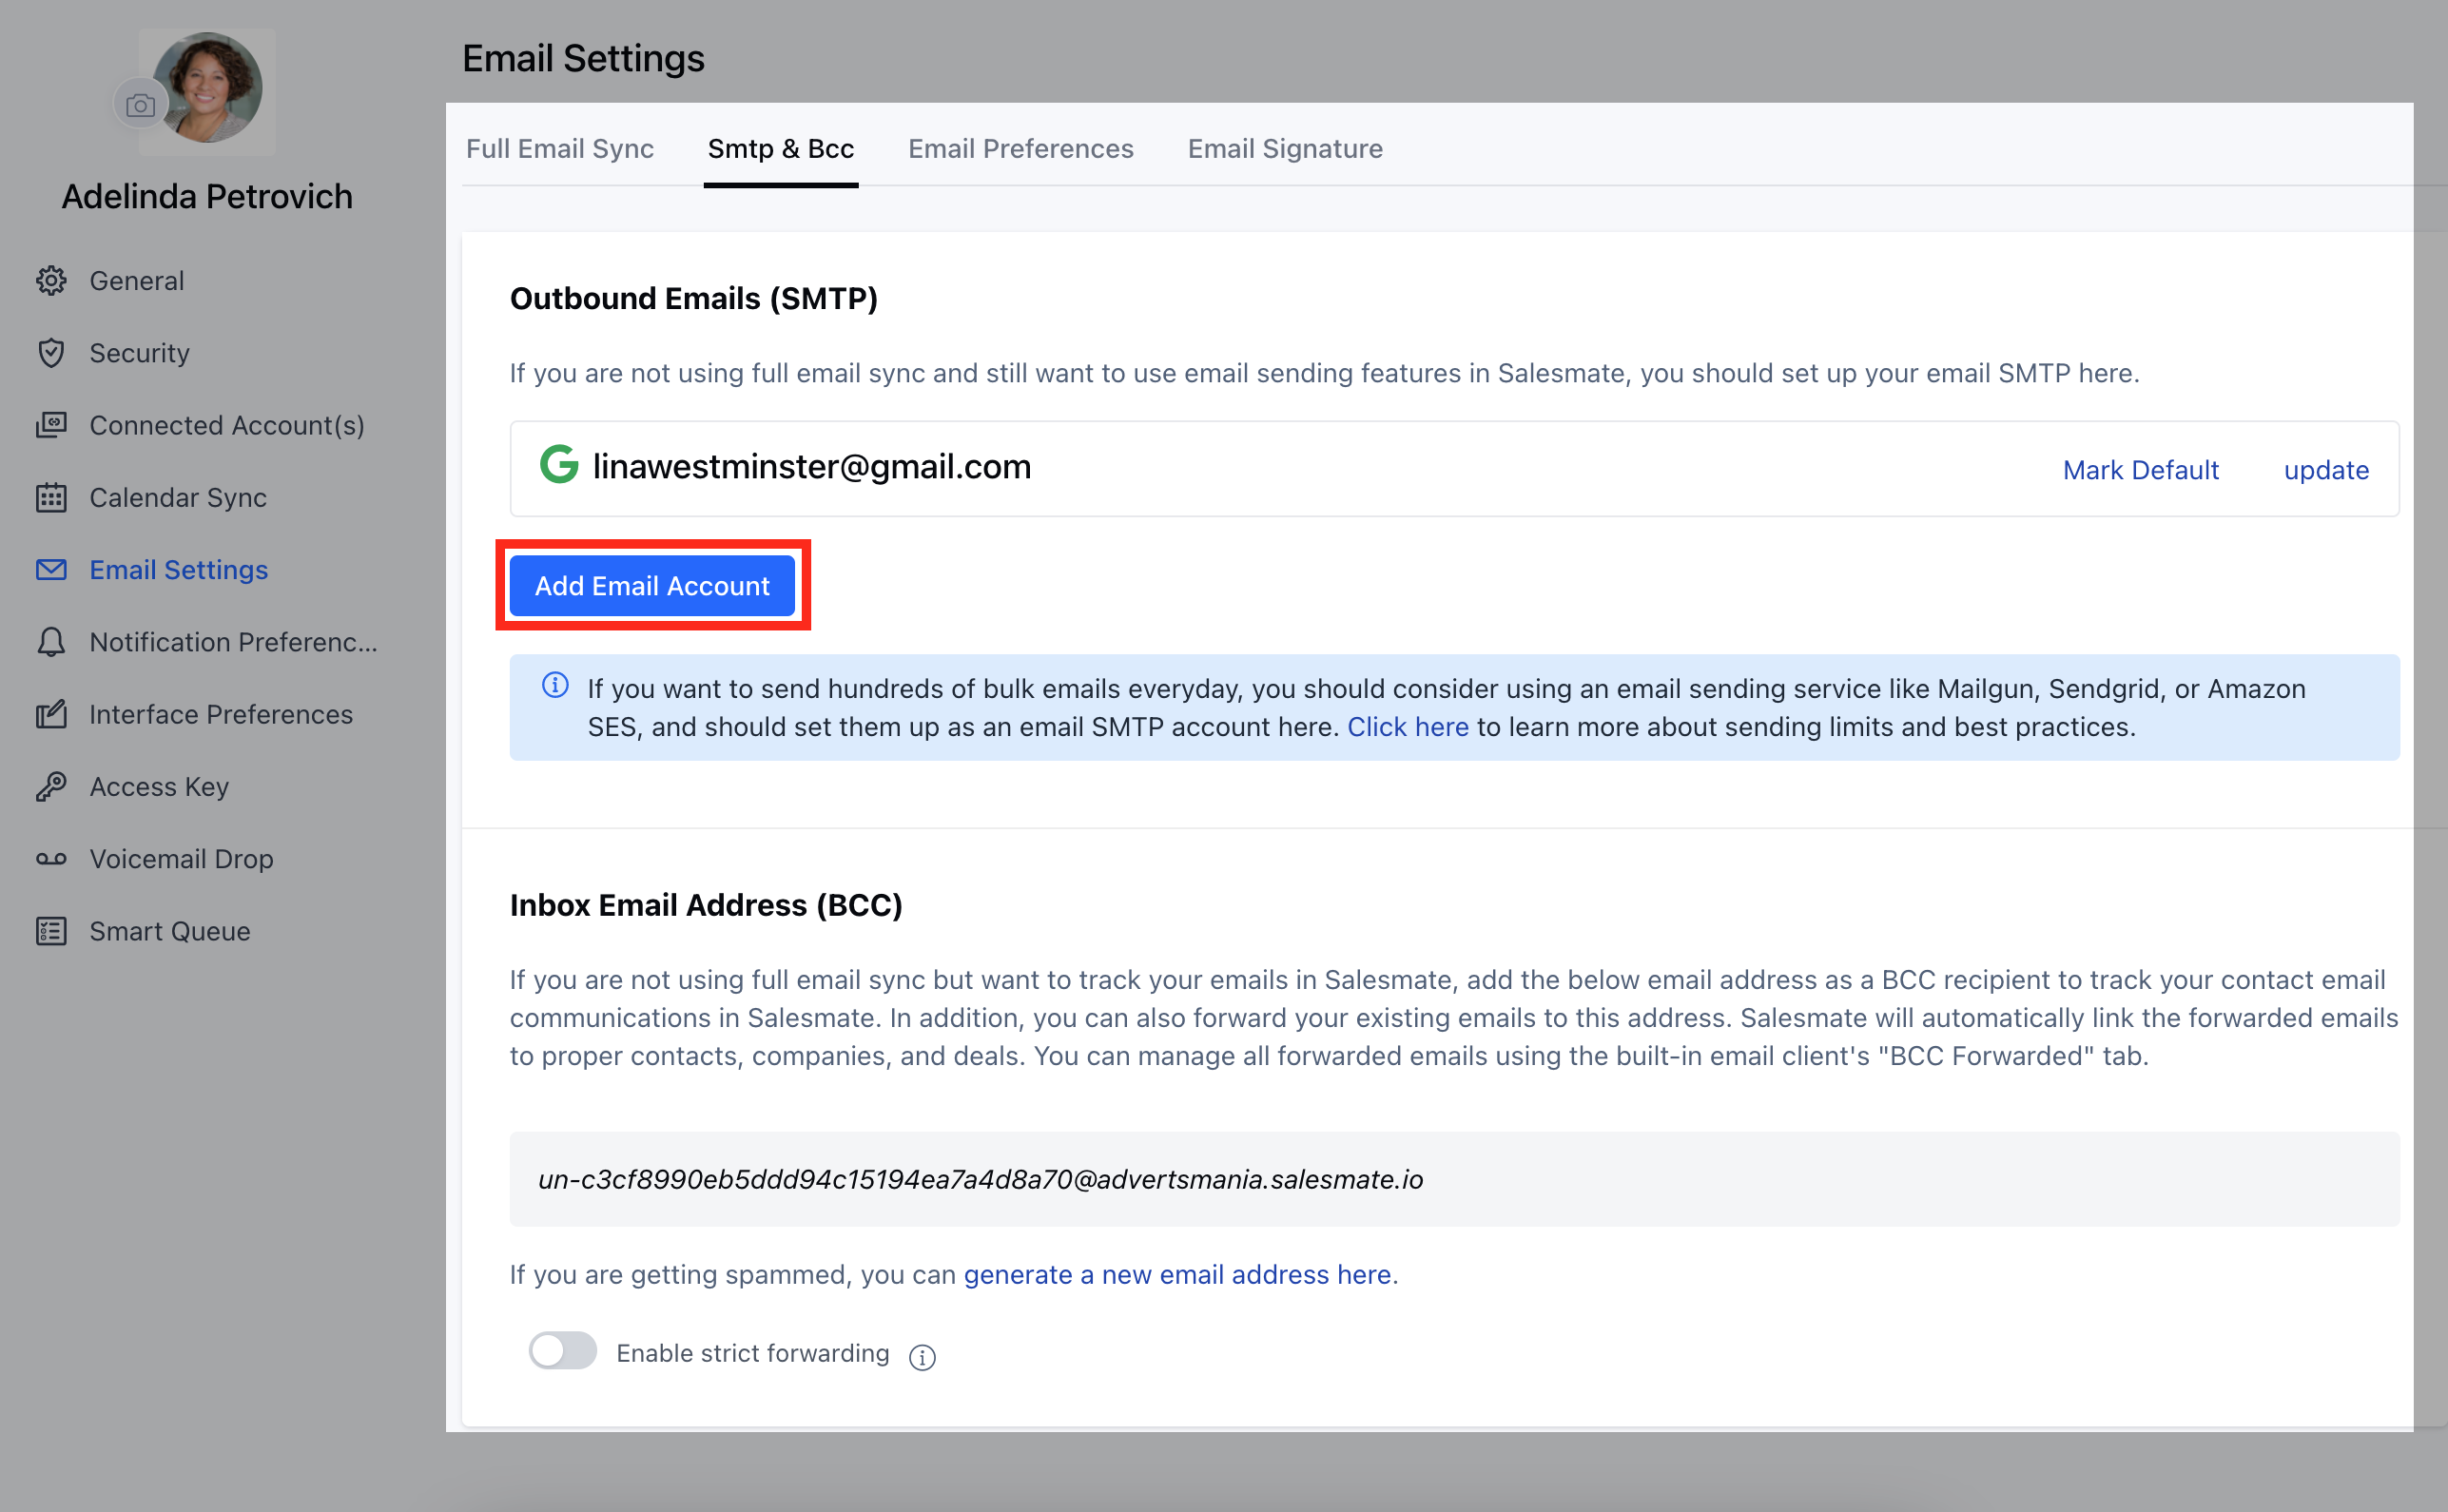 Adelinda Petrovich
General
Security
Connected Account(s)
Calendar Sync
Email Settings
Notification Preferenc...
Interface Preferences
Access Key
Voicemail Drop
Smart Queue
Email Settings
Full Email Sync
Smtp & Bcc
Email Preferences
Email Signature
Outbound Emails (SMTP)
If you are not using full email sync and still want to use email sending features in Salesmate, you should set up your email SMTP here.
linawestminster@gmail.com
Mark Default
update
Add Email Account
If you want to send hundreds of bulk emails everyday, you should consider using an email sending service like Mailgun, Sendgrid, or Amazon
SES, and should set them up as an email SMTP account here. Click here to learn more about sending limits and best practices.
Inbox Email Address (BCC)
If you are not using full email sync but want to track your emails in Salesmate, add the below email address as a BCC recipient to track your contact email
communications in Salesmate. In addition, you can also forward your existing emails to this address. Salesmate will automatically link the forwarded emails
to proper contacts, companies, and deals. You can manage all forwarded emails using the built-in email client's "BCC Forwarded" tab.
un-c3cf8990eb5ddd94c15194ea7a4d8a70@advertsmania.salesmate.io
If you are getting spammed, you can generate a new email address here.
Enable strict forwarding